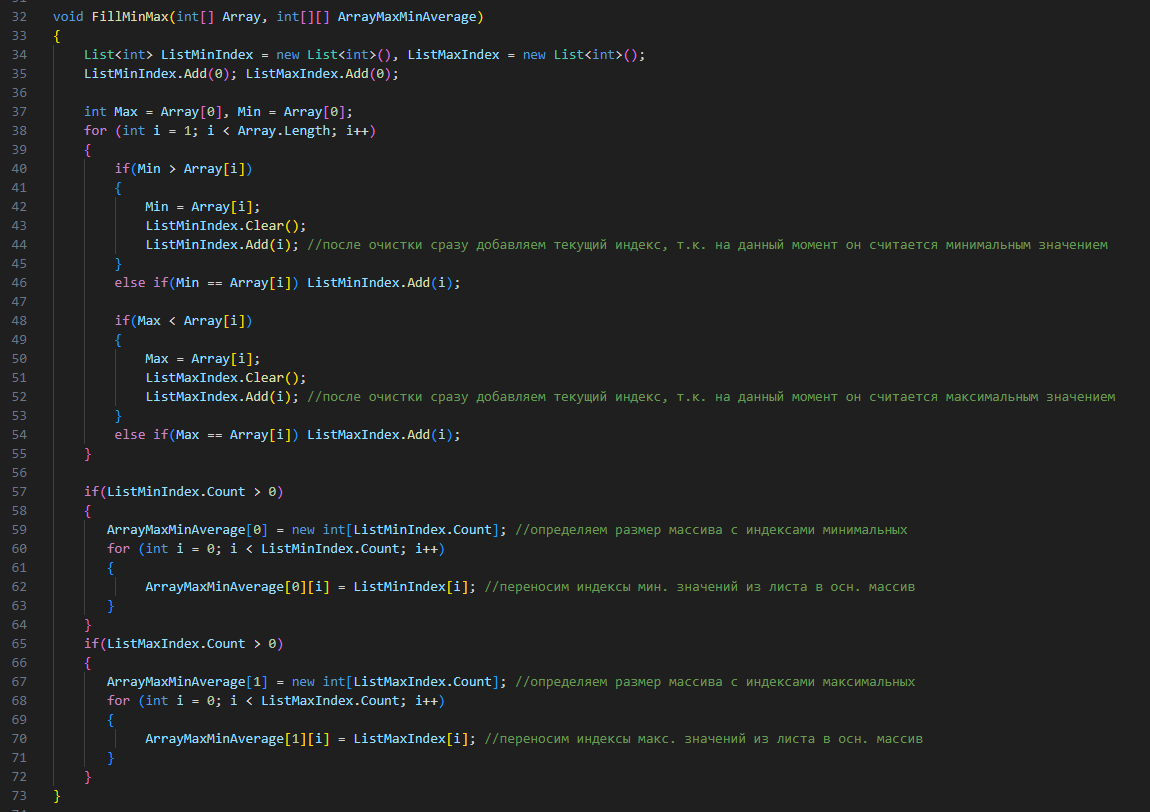 32 void FillMinMax(int[] Array, int[][] ArrayMaxMinAverage)
33 {
34 List<int> ListMinIndex = new List<int>(), ListMaxIndex = new List<int>();
35 ListMinIndex.Add(0); ListMaxIndex.Add(0);
36
37 int Max = Array[0], Min = Array[0];
38 for (int i = 1; i < Array.Length; i++)
39 {
40 if(Min > Array[i])
41 {
42 Min = Array[i];
43 ListMinIndex.Clear();
44 ListMinIndex.Add(i); //после очистки сразу добавляем текущий индекс, т.к. на данный момент он считается минимальным значением
45 }
46 else if(Min == Array[i]) ListMinIndex.Add(i);
47
48 if(Max < Array[i])
49 {
50 Max = Array[i];
51 ListMaxIndex.Clear();
52 ListMaxIndex.Add(i); //после очистки сразу добавляем текущий индекс, т.к. на данный момент он считается максимальным значением
53 }
54 else if(Max == Array[i]) ListMaxIndex.Add(i);
55 }
56
57 if(ListMinIndex.Count > 0)
58 {
59 ArrayMaxMinAverage[0] = new int[ListMinIndex.Count]; //определяем размер массива с индексами минимальных
60 for (int i = 0; i < ListMinIndex.Count; i++)
61 {
62 ArrayMaxMinAverage[0][i] = ListMinIndex[i]; //переносим индексы мин. значений из листа в осн. массив
63 }
64 }
65 if(ListMaxIndex.Count > 0)
66 {
67 ArrayMaxMinAverage[1] = new int[ListMaxIndex.Count]; //определяем размер массива с индексами максимальных
68 for (int i = 0; i < ListMaxIndex.Count; i++)
69 {
70 ArrayMaxMinAverage[1][i] = ListMaxIndex[i]; //переносим индексы макс. значений из листа в осн. массив
71 }
72 }
73 }